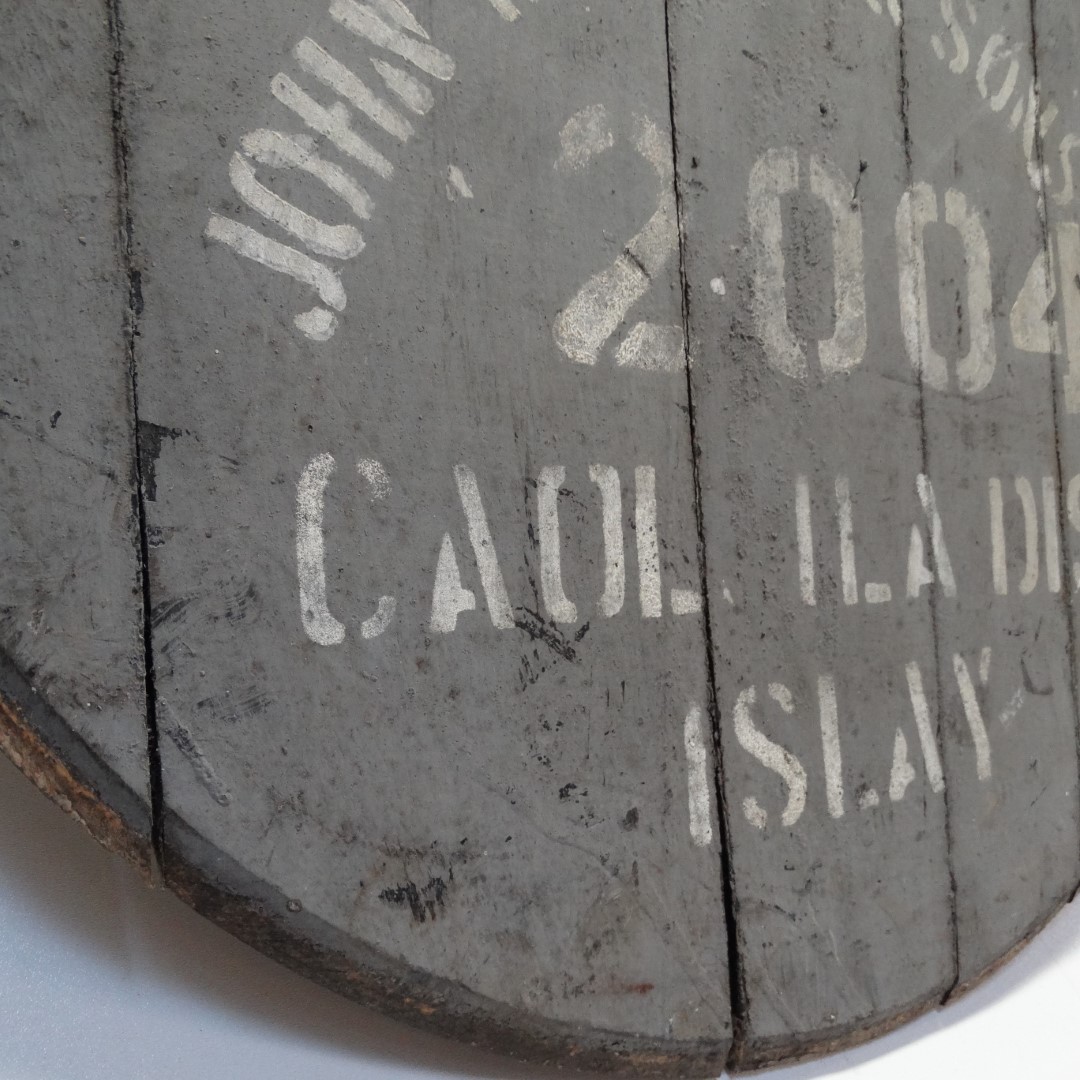 JOHN
SONS
2004
CAOL ILA DIS
ISLAY